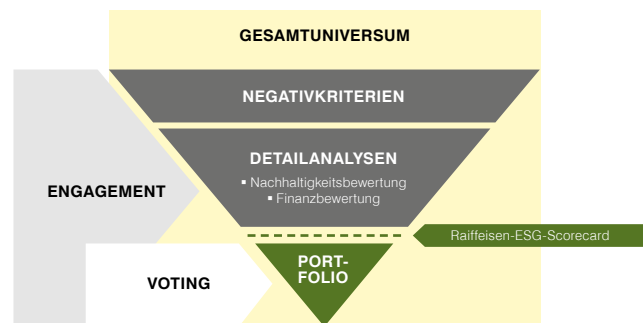 GESAMTUNIVERSUM
NEGATIVKRITERIEN
DETAILANALYSEN
▪ Nachhaltigkeitsbewertung
▪ Finanzbewertung
ENGAGEMENT
Raiffeisen-ESG-Scorecard
PORT-
FOLIO
VOTING